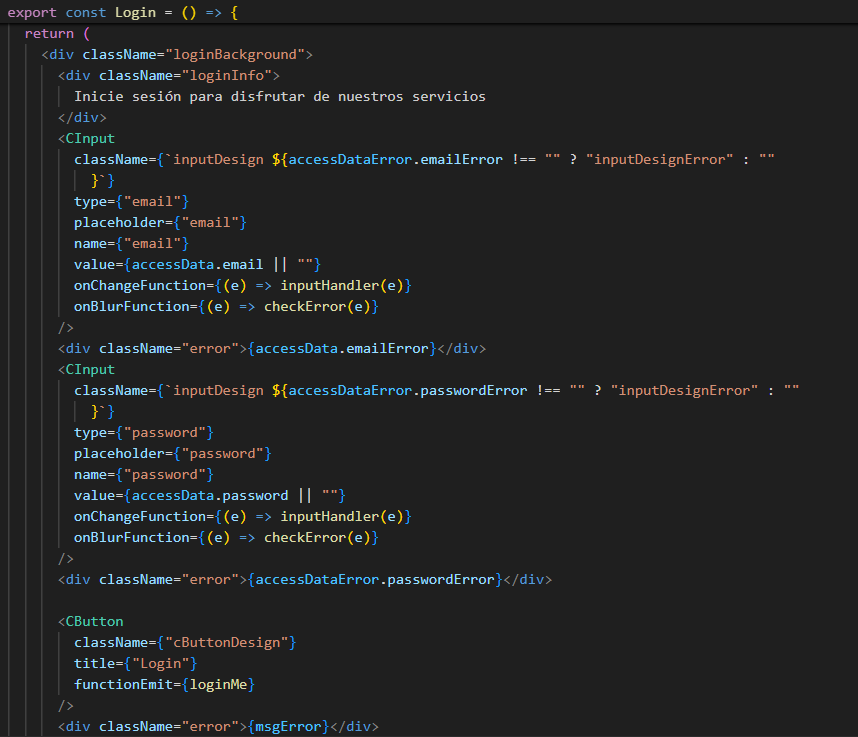 export const Login = () => {
return (
<div className="loginBackground">
<div className="loginInfo">
Inicie sesión para disfrutar de nuestros servicios
</div>
<CInput
className={`inputDesign ${accessDataError.emailError !== "" ? "inputDesignError" : ""
}`}
type={"email"}
placeholder={"email"}
name={"email"}
value={accessData.email || ""}
onChangeFunction={(e) => inputHandler(e)}
onBlurFunction={(e) => checkError(e)}
/>
<div className="error">{accessData.emailError}</div>
<CInput
className={`inputDesign ${accessDataError.passwordError !== "" ? "inputDesignError" : ""
}`}
type={"password"}
placeholder={"password"}
name={"password"}
value={accessData.password || ""}
onChangeFunction={(e) => inputHandler(e)}
onBlurFunction={(e) => checkError(e)}
/>
<div className="error">{accessDataError.passwordError}</div>
<CButton
className={"cButtonDesign"}
title={"Login"}
functionEmit={loginMe}
/>
<div className="error">{msgError}</div>